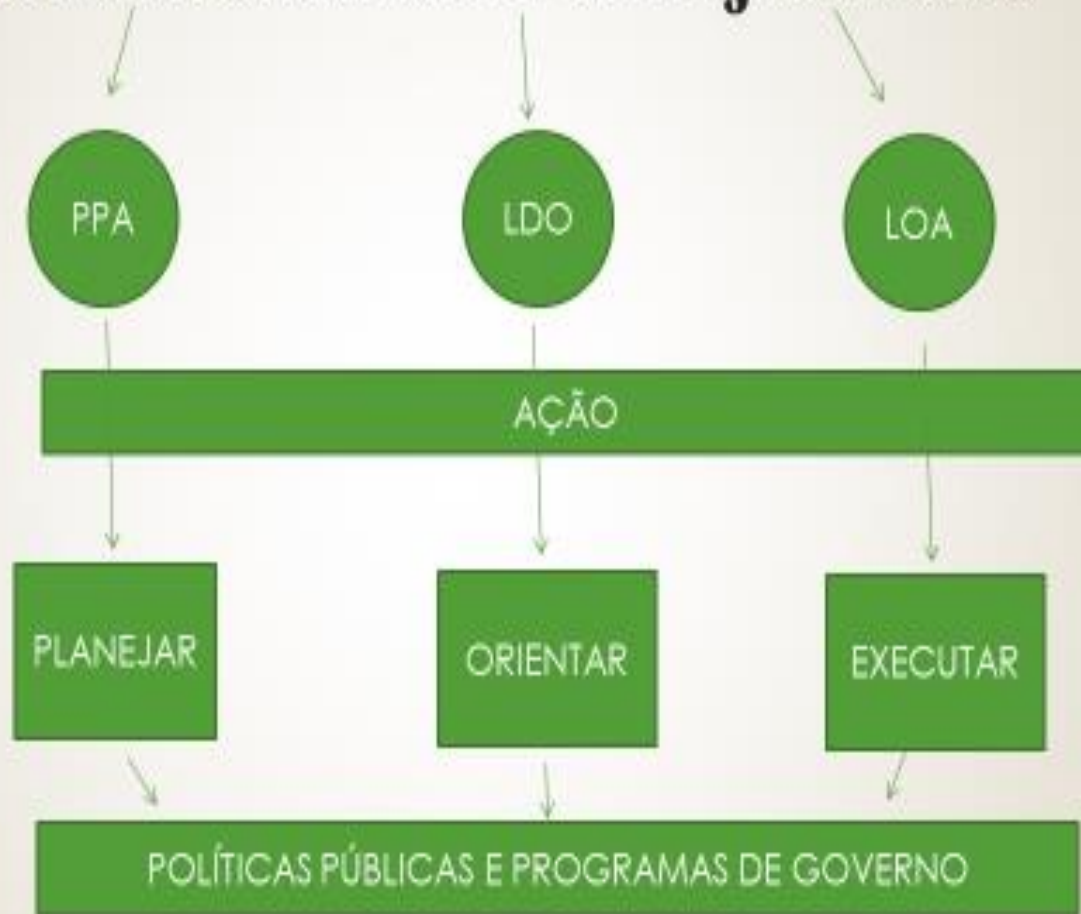 PPA
LDO
LOA
AÇÃO
PLANEJAR
ORIENTAR
EXECUTAR
POLÍTICAS PÚBLICAS E PROGRAMAS DE GOVERNO